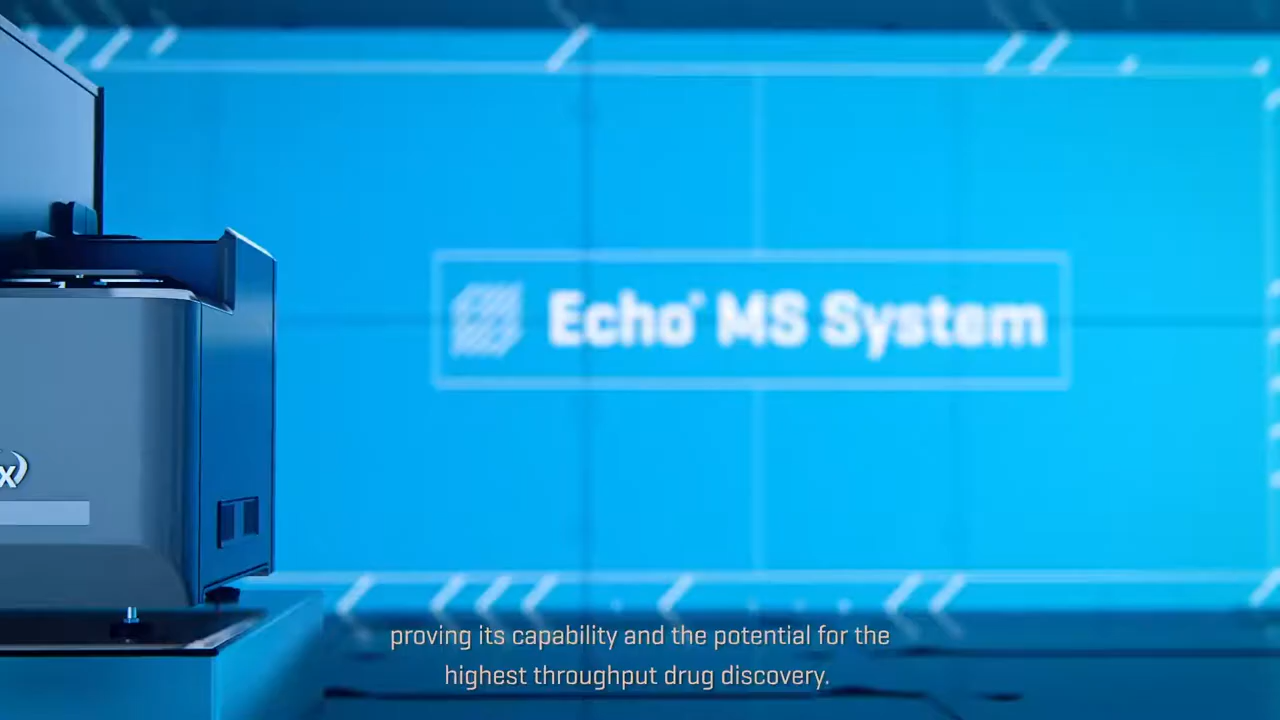 Echo® MS System
proving its capability and the potential for the
highest throughput drug discovery.